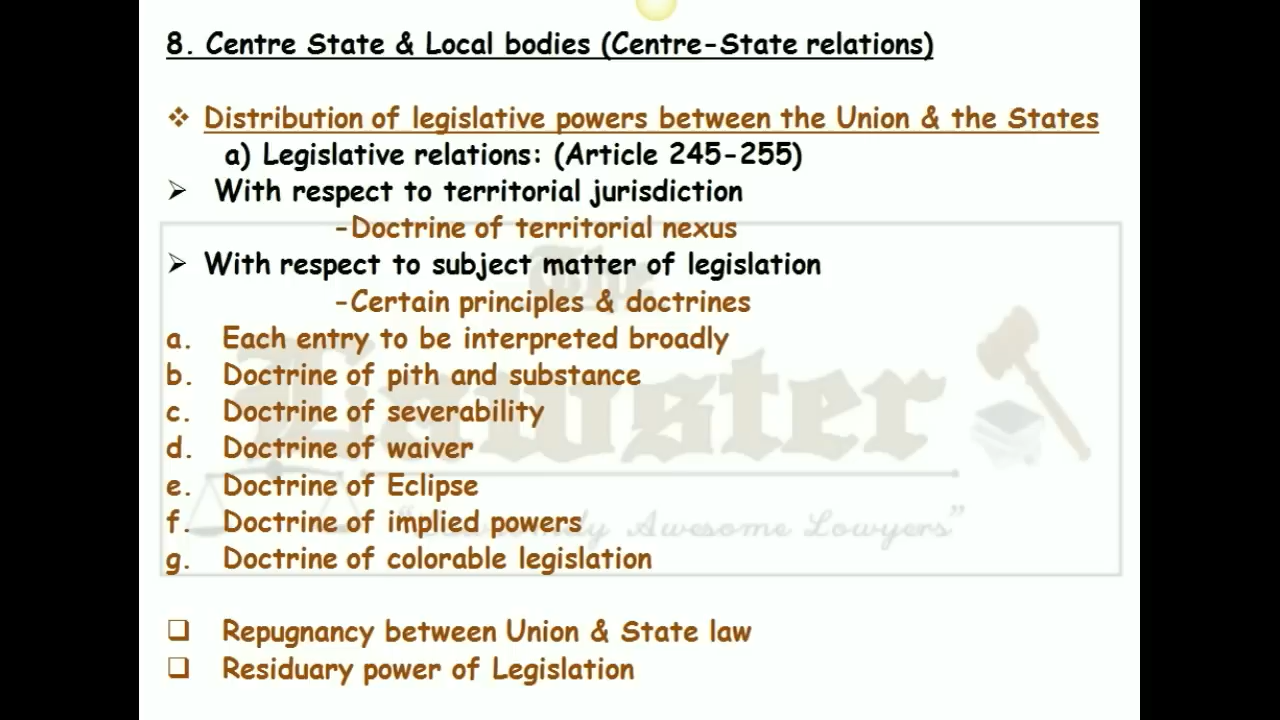 8. Centre State & Local bodies (Centre-State relations)
❖ Distribution of legislative powers between the Union & the States
a) Legislative relations: (Article 245-255)
➢ With respect to territorial jurisdiction
-Doctrine of territorial nexus
➢ With respect to subject matter of legislation
-Certain principles & doctrines
a. Each entry to be interpreted broadly
b. Doctrine of pith and substance
c. Doctrine of severability
d. Doctrine of waiver
e. Doctrine of Eclipse
f. Doctrine of implied powers
g. Doctrine of colorable legislation
❑ Repugnancy between Union & State law
❑ Residuary power of Legislation
The
Lawster
Awesome Lawyers”